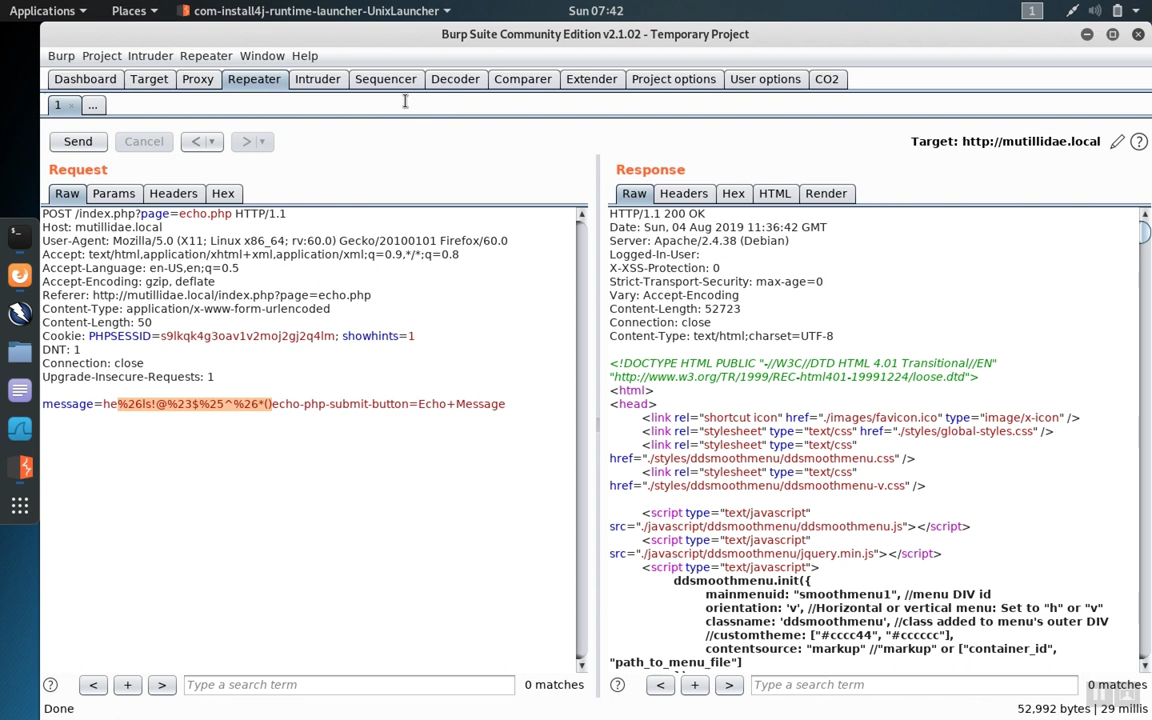 Applications Places com-install4j-runtime-launcher-UnixLauncher Sun 07:42 1
Burp Suite Community Edition v2.1.02 - Temporary Project
Burp Project Intruder Repeater Window Help
Dashboard Target Proxy Repeater Intruder Sequencer Decoder Comparer Extender Project options User options CO2
1 × ...
Send Cancel < > Target: http://mutillidae.local ?
Request
Raw Params Headers Hex
POST /index.php?page=echo.php HTTP/1.1
Host: mutillidae.local
User-Agent: Mozilla/5.0 (X11; Linux x86_64; rv:60.0) Gecko/20100101 Firefox/60.0
Accept: text/html,application/xhtml+xml,application/xml;q=0.9,*/*;q=0.8
Accept-Language: en-US,en;q=0.5
Accept-Encoding: gzip, deflate
Referer: http://mutillidae.local/index.php?page=echo.php
Content-Type: application/x-www-form-urlencoded
Content-Length: 50
Cookie: PHPSESSID=s9lkqk4g3oav1v2moj2gj2q4lm; showhints=1
DNT: 1
Connection: close
Upgrade-Insecure-Requests: 1
message=he%26ls!@%23$%25^%26*()echo-php-submit-button=Echo+Message
? < + > Type a search term 0 matches
Response
Raw Headers Hex HTML Render
HTTP/1.1 200 OK
Date: Sun, 04 Aug 2019 11:36:42 GMT
Server: Apache/2.4.38 (Debian)
Logged-In-User:
X-XSS-Protection: 0
Strict-Transport-Security: max-age=0
Vary: Accept-Encoding
Content-Length: 52723
Connection: close
Content-Type: text/html;charset=UTF-8
<!DOCTYPE HTML PUBLIC "-//W3C//DTD HTML 4.01 Transitional//EN"
"http://www.w3.org/TR/1999/REC-html401-19991224/loose.dtd">
<html>
<head>
<link rel="shortcut icon" href="./images/favicon.ico" type="image/x-icon" />
<link rel="stylesheet" type="text/css" href="./styles/global-styles.css" />
<link rel="stylesheet" type="text/css"
href="./styles/ddsmoothmenu/ddsmoothmenu.css" />
<link rel="stylesheet" type="text/css"
href="./styles/ddsmoothmenu/ddsmoothmenu-v.css" />
<script type="text/javascript"
src="./javascript/ddsmoothmenu/ddsmoothmenu.js"></script>
<script type="text/javascript"
src="./javascript/ddsmoothmenu/jquery.min.js"></script>
<script type="text/javascript">
ddsmoothmenu.init({
mainmenuid: "smoothmenu1", //menu DIV id
orientation: 'v', //Horizontal or vertical menu: Set to "h" or "v"
classname: 'ddsmoothmenu', //class added to menu's outer DIV
//customtheme: ["#cccc44", "#cccccc"],
contentsource: "markup" //"markup" or ["container_id",
"path_to_menu_file"]
? < + > Type a search term 0 matches
Done 52,992 bytes | 29 millis